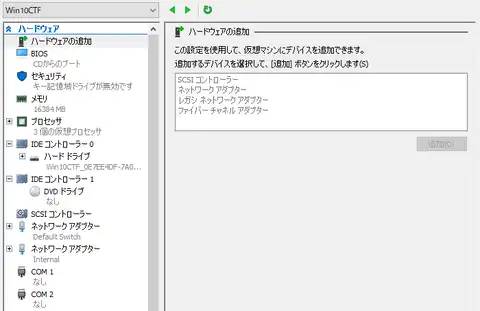 Win10CTF
ハードウェア
ハードウェアの追加
BIOS
CDからのブート
セキュリティ
キー記憶域ドライブが無効です
メモリ
16384 MB
プロセッサ
3 個の仮想プロセッサ
IDE コントローラー 0
ハード ドライブ
Win10CTF_0E7EE4DF-7A0...
IDE コントローラー 1
DVD ドライブ
なし
SCSI コントローラー
ネットワーク アダプター
Default Switch
ネットワーク アダプター
Internal
COM 1
なし
COM 2
なし
ハードウェアの追加
この設定を使用して、仮想マシンにデバイスを追加できます。
追加するデバイスを選択して、[追加] ボタンをクリックします(S)
SCSI コントローラー
ネットワーク アダプター
レガシ ネットワーク アダプター
ファイバー チャネル アダプター
追加(D)